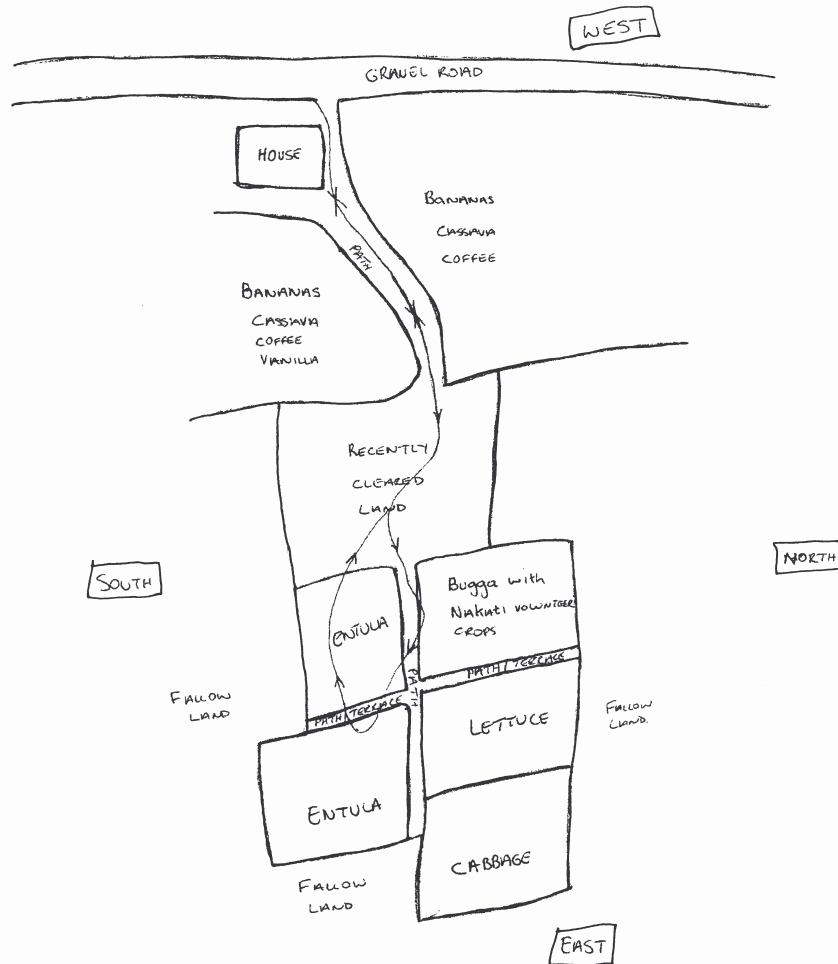 WEST
GRAVEL ROAD
HOUSE
BANANAS
CASSAVA
COFFEE
PATH
BANANAS
CASSAVA
COFFEE
VANILLA
RECENTLY
CLEARED
LAND
NORTH
SOUTH
Bugga with
NAKATI VOLUNTEER
CROPS
ENTULA
PATH/TERRACE
PATH
FALLOW
LAND
PATH/TERRACE
LETTUCE
FALLOW
LAND.
ENTULA
CABBAGE
FALLOW
LAND
EAST